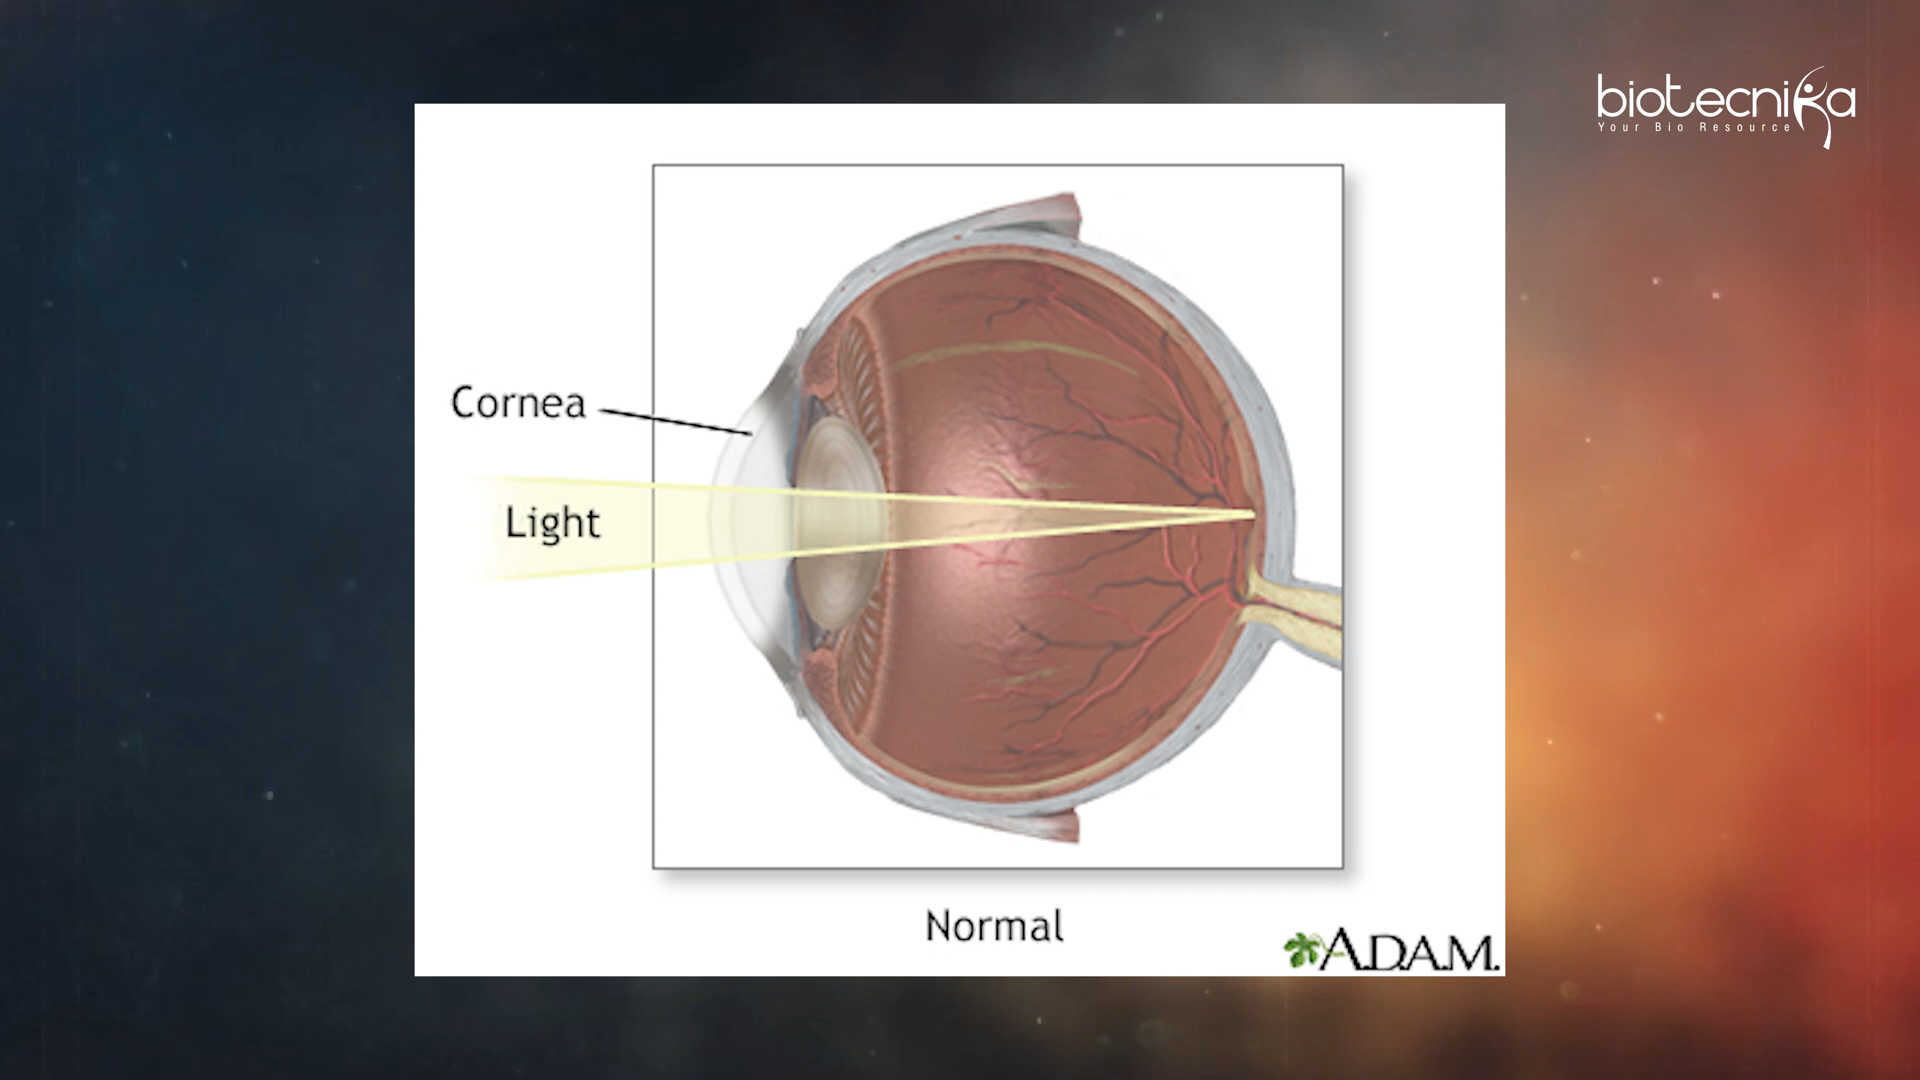 biotecnika
Your Bio Resource
Cornea
Light
Normal
A.D.A.M.